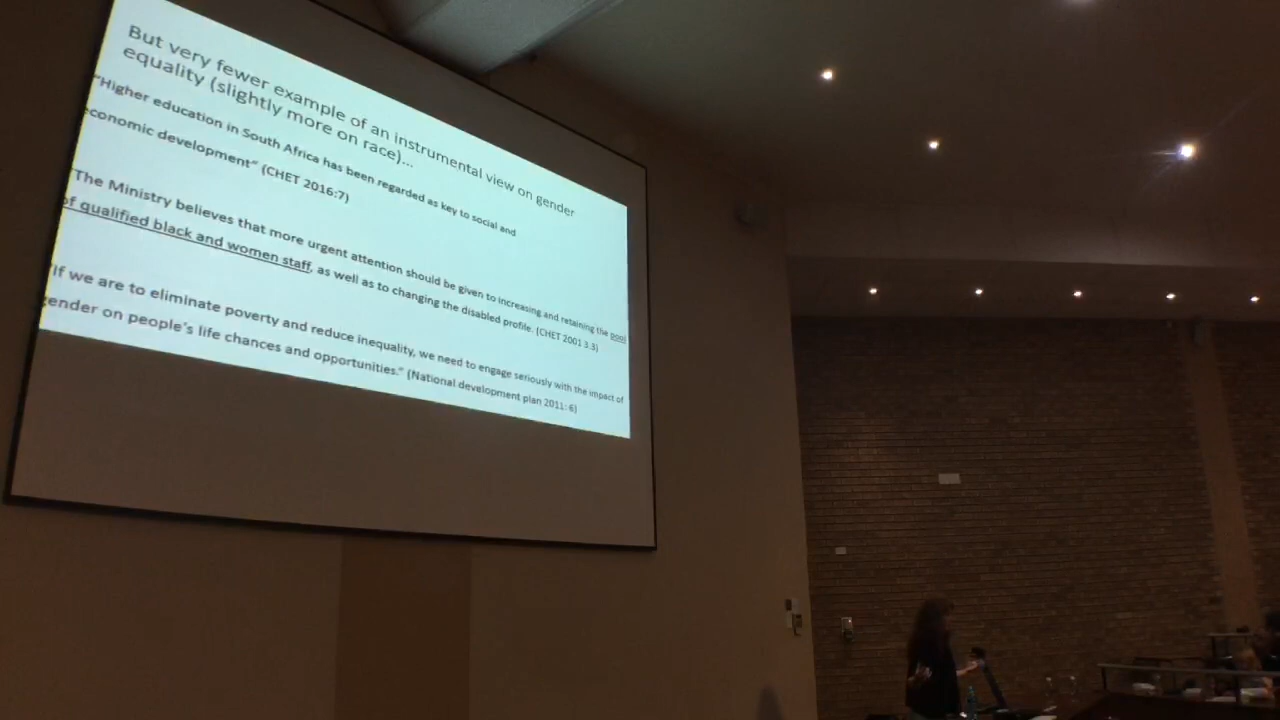 But very fewer example of an instrumental view on gender
equality (slightly more on race)...
"Higher education in South Africa has been regarded as key to social and
economic development" (CHET 2016:7)
"The Ministry believes that more urgent attention should be given to increasing and retaining the pool
of qualified black and women staff, as well as to changing the disabled profile. (CHET 2001 3.3)
"If we are to eliminate poverty and reduce inequality, we need to engage seriously with the impact of
gender on people's life chances and opportunities." (National development plan 2011: 6)